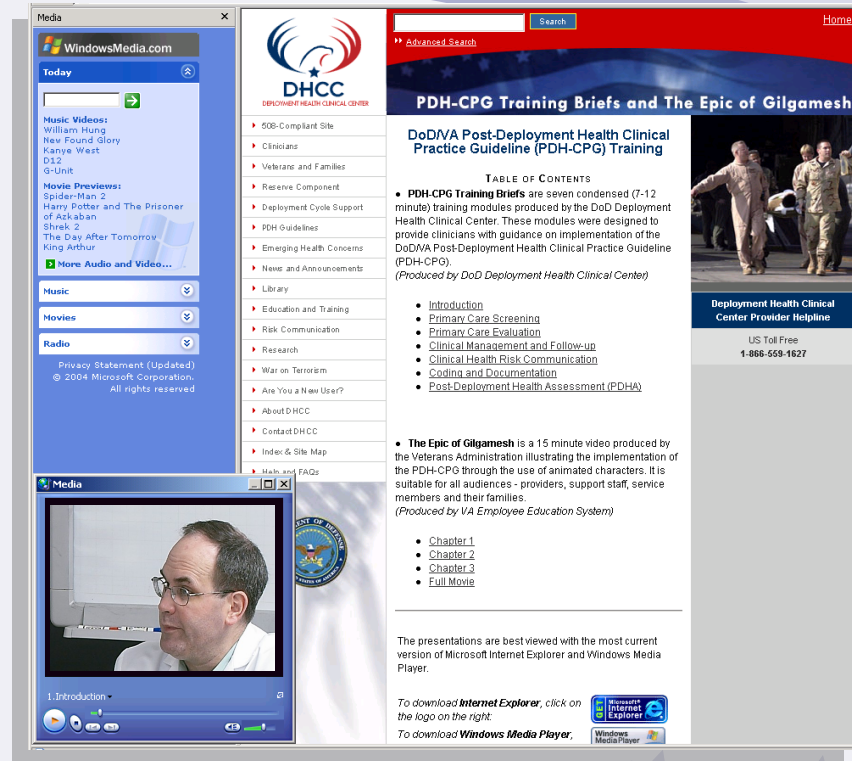 Media
WindowsMedia.com
Today
Music Videos:
William Hung
New Found Glory
Kanye West
D12
G-Unit
Movie Previews:
Spider-Man 2
Harry Potter and The Prisoner
of Azkaban
Shrek 2
The Day After Tomorrow
King Arthur
More Audio and Video...
Music
Movies
Radio
Privacy Statement (Updated)
© 2004 Microsoft Corporation.
All rights reserved
DHCC
DEPLOYMENT HEALTH CLINICAL CENTER
508-Compliant Site
Clinicians
Veterans and Families
Reserve Component
Deployment Cycle Support
PDH Guidelines
Emerging Health Concerns
News and Announcements
Library
Education and Training
Risk Communication
Research
War on Terrorism
Are You a New User?
About DHCC
Contact DHCC
Index & Site Map
Help and FAQs
Search
Home
Advanced Search
PDH-CPG Training Briefs and The Epic of Gilgamesh
DoD/VA Post-Deployment Health Clinical
Practice Guideline (PDH-CPG) Training
TABLE OF CONTENTS
● PDH-CPG Training Briefs are seven condensed (7-12
minute) training modules produced by the DoD Deployment
Health Clinical Center. These modules were designed to
provide clinicians with guidance on implementation of the
DoD/VA Post-Deployment Health Clinical Practice Guideline
(PDH-CPG).
(Produced by DoD Deployment Health Clinical Center)
● Introduction
● Primary Care Screening
● Primary Care Evaluation
● Clinical Management and Follow-up
● Clinical Health Risk Communication
● Coding and Documentation
● Post-Deployment Health Assessment (PDHA)
● The Epic of Gilgamesh is a 15 minute video produced by
the Veterans Administration illustrating the implementation of
the PDH-CPG through the use of animated characters. It is
suitable for all audiences - providers, support staff, service
members and their families.
(Produced by VA Employee Education System)
● Chapter 1
● Chapter 2
● Chapter 3
● Full Movie
The presentations are best viewed with the most current
version of Microsoft Internet Explorer and Windows Media
Player.
To download Internet Explorer, click on
the logo on the right:
GET Microsoft Internet Explorer
To download Windows Media Player,
Windows MediaPlayer
Deployment Health Clinical
Center Provider Helpline
US Toll Free
1-866-559-1627
Media
1.Introduction